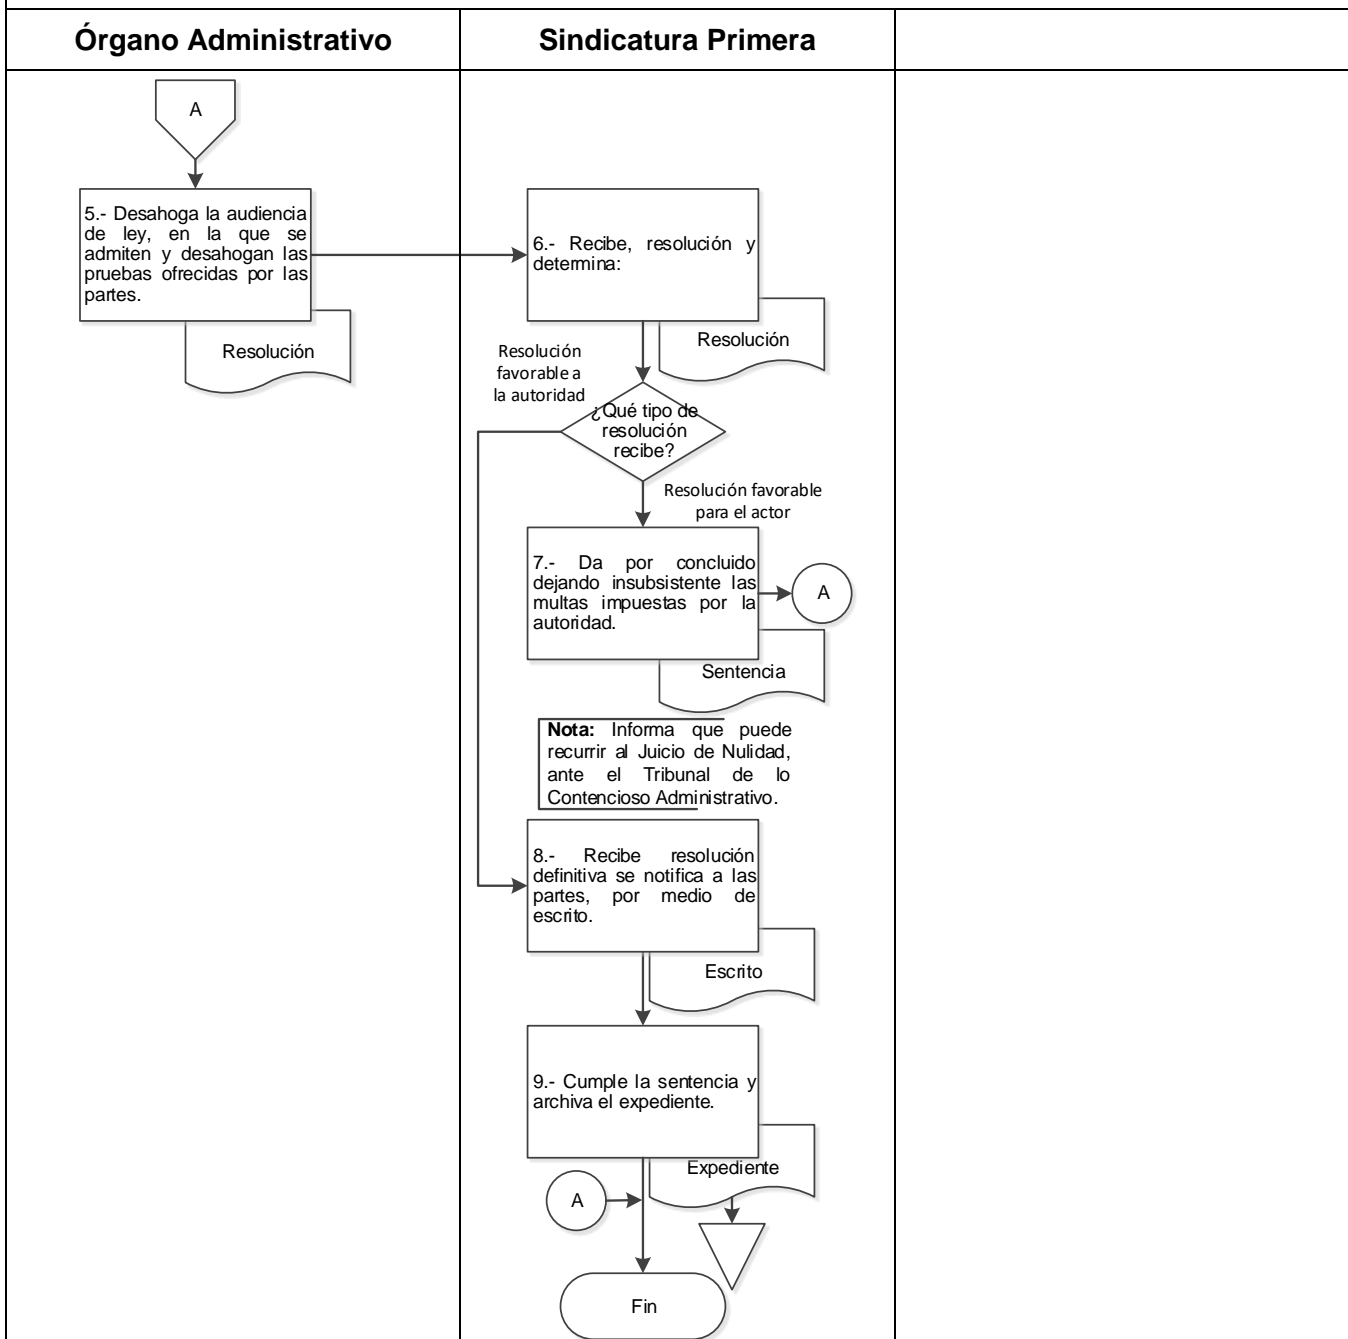 Órgano Administrativo
Sindicatura Primera
A
5.- Desahoga la audiencia
de ley, en la que se
admiten y desahogan las
pruebas ofrecidas por las
partes.
Resolución
6.- Recibe, resolución y
determina:
Resolución
Resolución
favorable a
la autoridad
¿Qué tipo de
resolución
recibe?
Resolución favorable
para el actor
7.- Da por concluido
dejando insubsistente las
multas impuestas por la
autoridad.
A
Sentencia
Nota: Informa que puede
recurrir al Juicio de Nulidad,
ante el Tribunal de lo
Contencioso Administrativo.
8.- Recibe resolución
definitiva se notifica a las
partes, por medio de
escrito.
Escrito
9.- Cumple la sentencia y
archiva el expediente.
Expediente
A
Fin